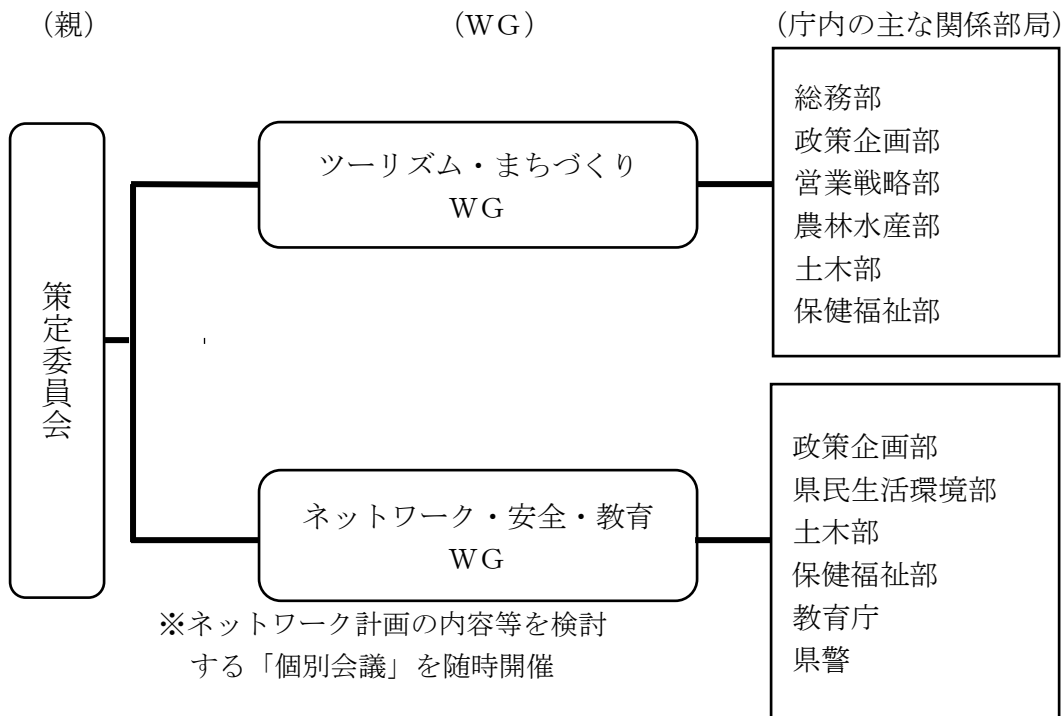 (親)
(WG)
(庁内の主な関係部局)
策定委員会
ツーリズム・まちづくり
WG
総務部
政策企画部
営業戦略部
農林水産部
土木部
保健福祉部
ネットワーク・安全・教育
WG
※ネットワーク計画の内容等を検討
する「個別会議」を随時開催
政策企画部
県民生活環境部
土木部
保健福祉部
教育庁
県警